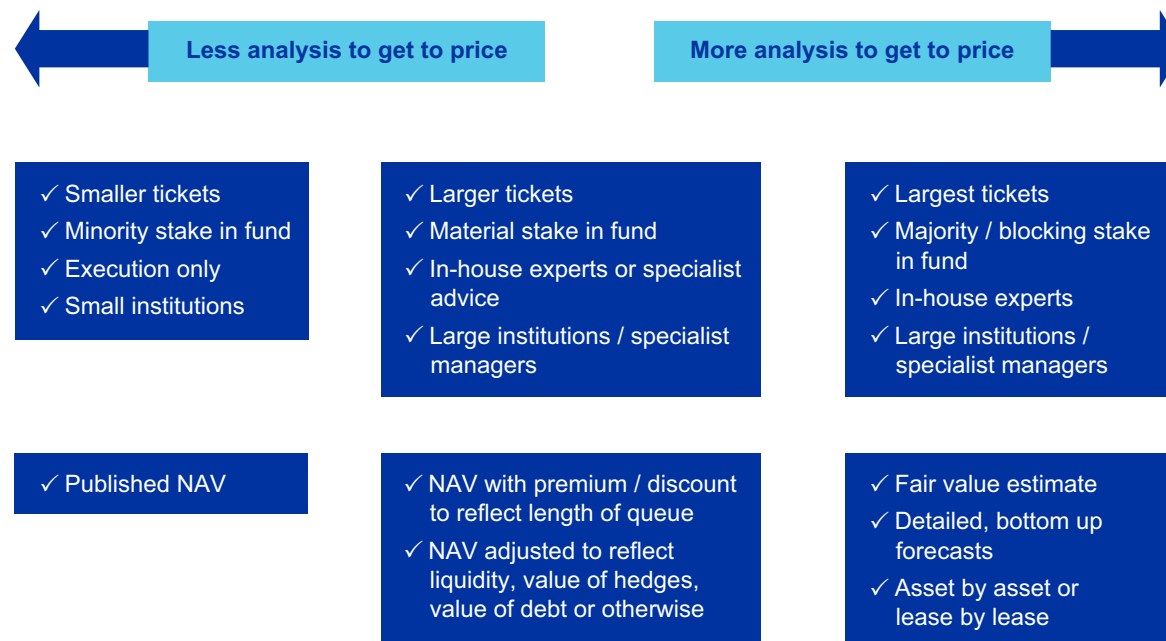 Less analysis to get to price
More analysis to get to price
✓ Smaller tickets
✓ Minority stake in fund
✓ Execution only
✓ Small institutions
✓ Larger tickets
✓ Material stake in fund
✓ In-house experts or specialist
advice
✓ Large institutions / specialist
managers
✓ Largest tickets
✓ Majority / blocking stake
in fund
✓ In-house experts
✓ Large institutions /
specialist managers
✓ Published NAV
✓ NAV with premium / discount
to reflect length of queue
✓ NAV adjusted to reflect
liquidity, value of hedges,
value of debt or otherwise
✓ Fair value estimate
✓ Detailed, bottom up
forecasts
✓ Asset by asset or
lease by lease